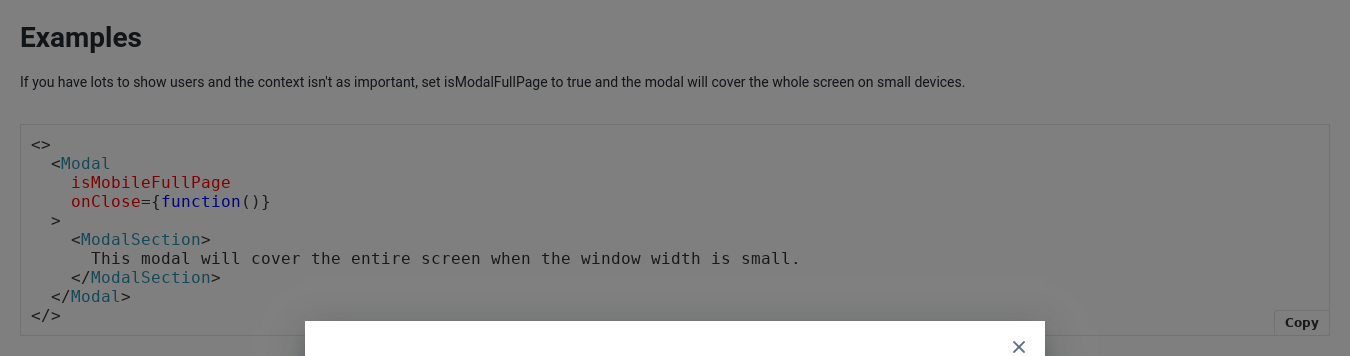 Examples
If you have lots to show users and the context isn't as important, set isModalFullPage to true and the modal will cover the whole screen on small devices.
<>
  <Modal
    isMobileFullPage
    onClose={function()}
  >
    <ModalSection>
      This modal will cover the entire screen when the window width is small.
    </ModalSection>
  </Modal>
</>
Copy